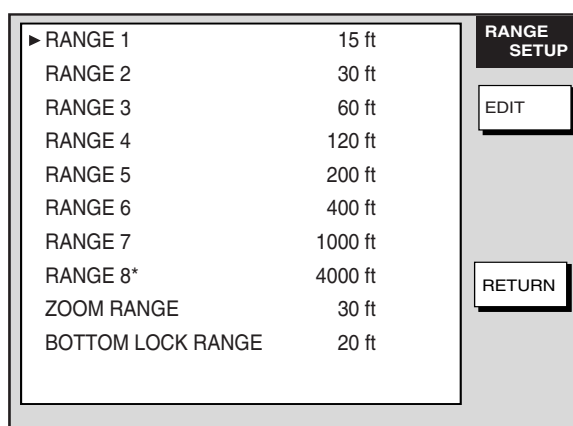 ►RANGE 1 15 ft
RANGE 2 30 ft
RANGE 3 60 ft
RANGE 4 120 ft
RANGE 5 200 ft
RANGE 6 400 ft
RANGE 7 1000 ft
RANGE 8* 4000 ft
ZOOM RANGE 30 ft
BOTTOM LOCK RANGE 20 ft
RANGE
SETUP
EDIT
RETURN